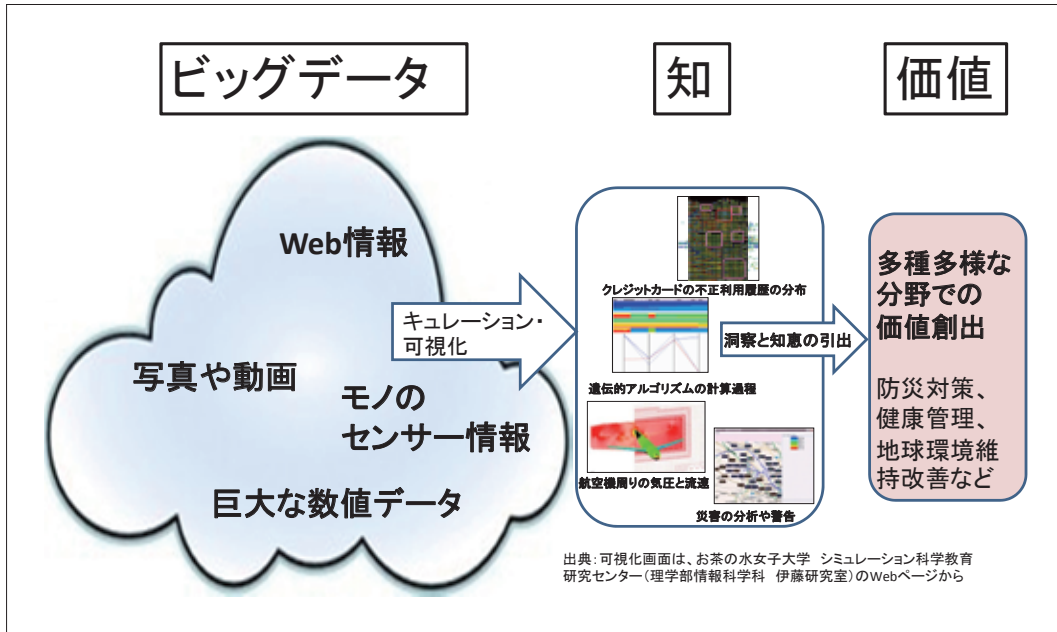 ビッグデータ
知
価値
Web情報
写真や動画
モノの
センサー情報
巨大な数値データ
キュレーション・
可視化
クレジットカードの不正利用履歴の分布
遺伝的アルゴリズムの計算過程
航空機周りの気圧と流速
災害の分析や警告
洞察と知恵の引出
多種多様な
分野での
価値創出
防災対策、
健康管理、
地球環境維
持改善など
出典：可視化画面は、お茶の水女子大学　シミュレーション科学教育
研究センター（理学部情報科学科　伊藤研究室）のWebページから